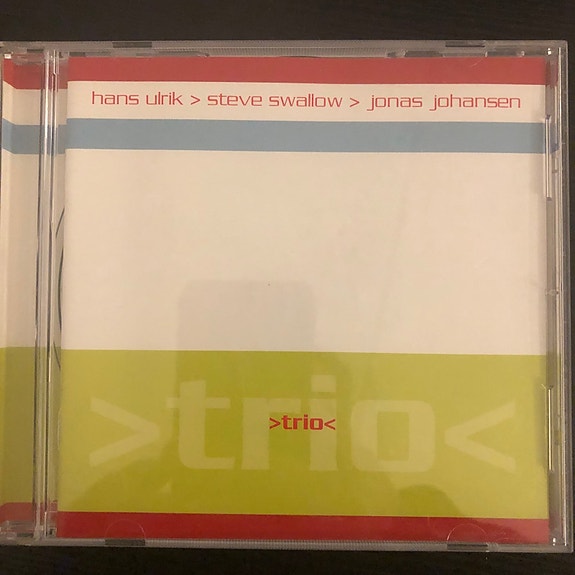 hans ulrik > steve swallow > jonas johansen
>trio<
>trio<